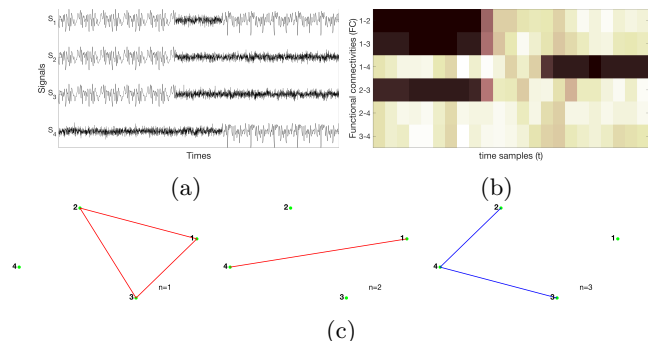 S1
S2
S3
S4
Signals
Times
(a)
Functional connectivities (FC)
1-2
1-3
1-4
2-3
2-4
3-4
time samples (t)
(b)
2
1
4
3
n=1
2
1
4
3
n=2
2
1
4
3
n=3
(c)